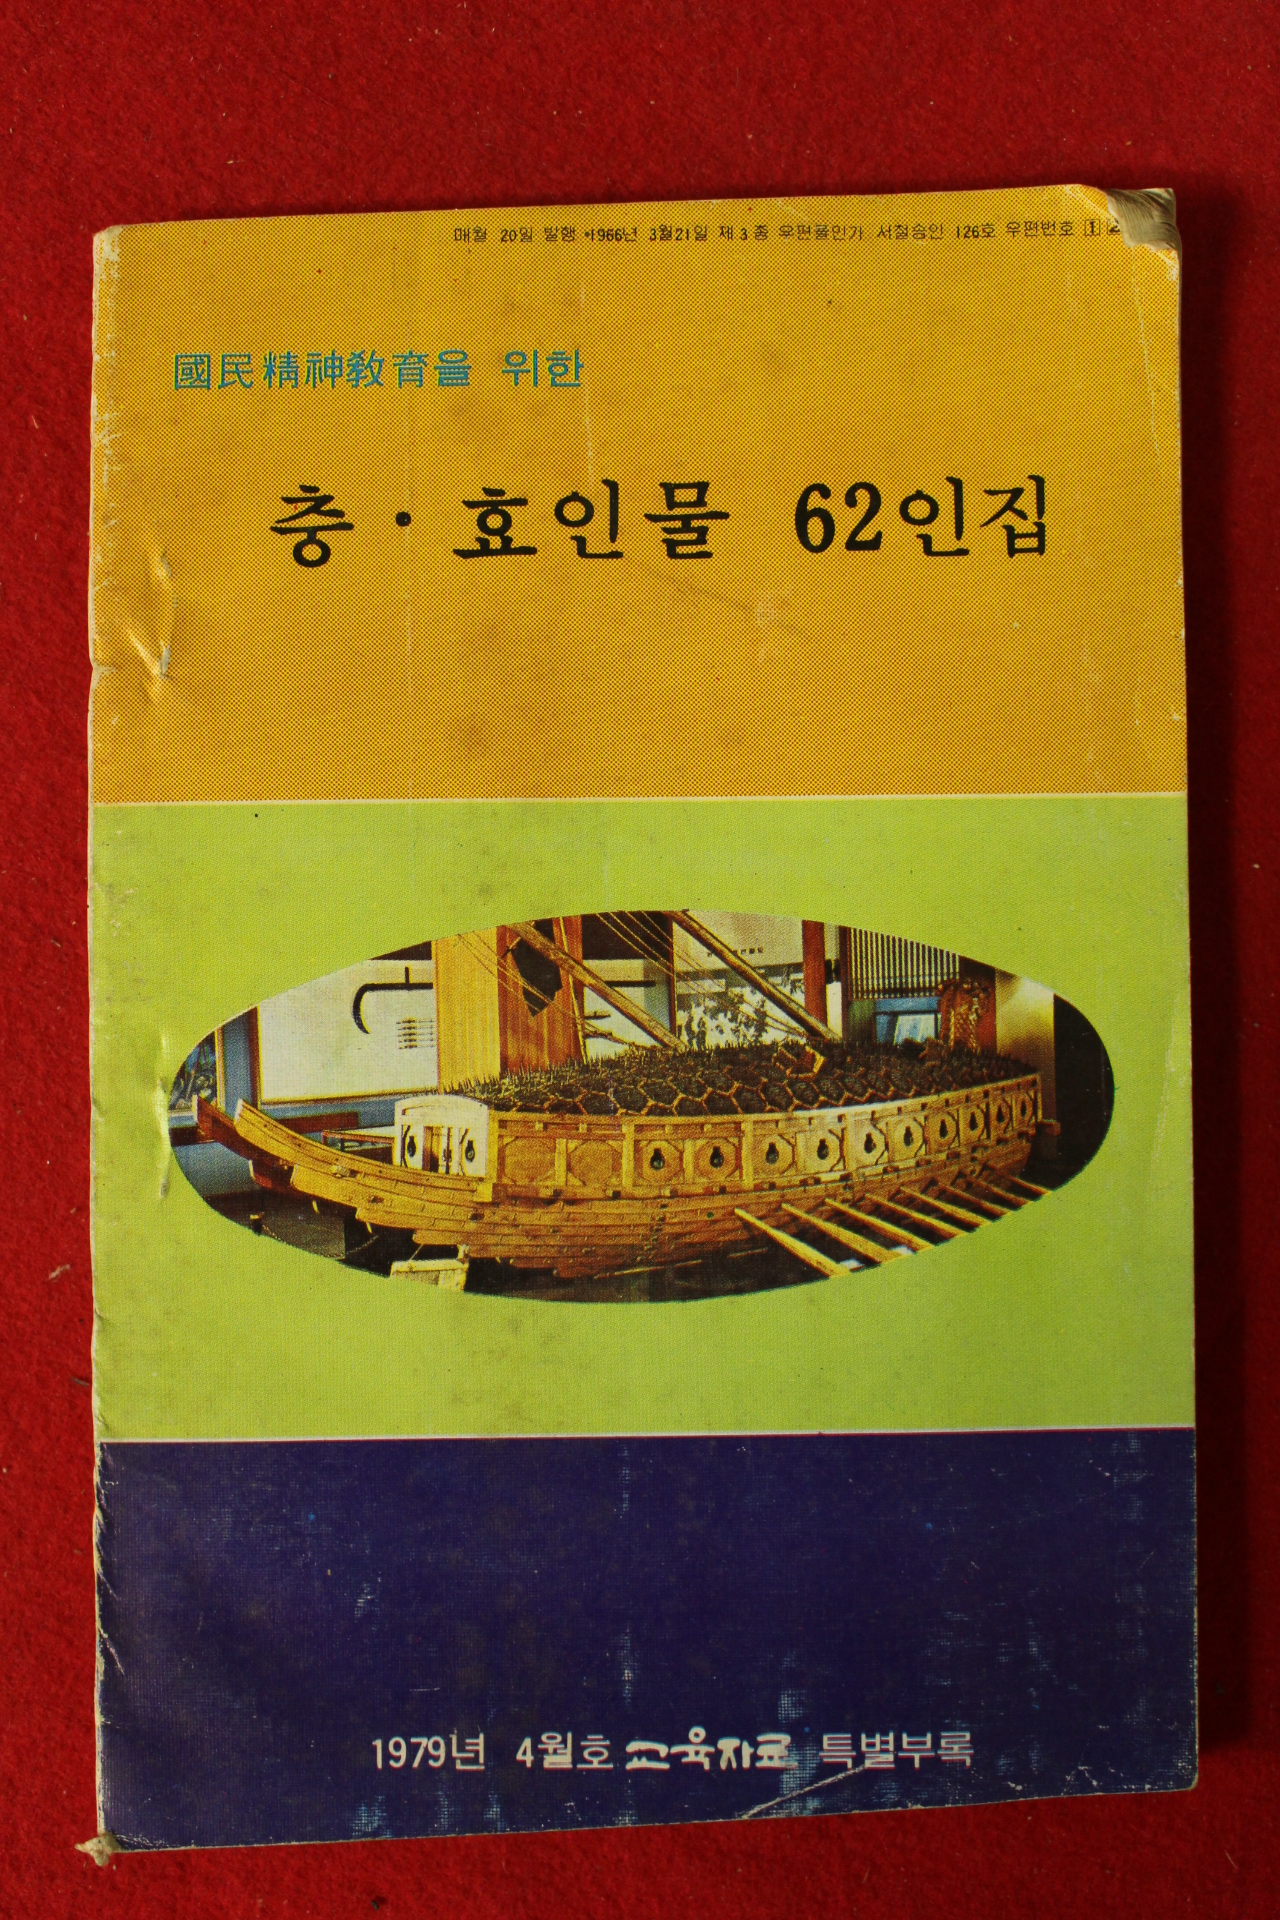 매월 20일 발행 1966년 3월21일 제3종 우편물인가 서철승인 126호 우편번호 1 2
國民精神敎育을 위한
충·효인물 62인집
1979년 4월호 교육자료 특별부록